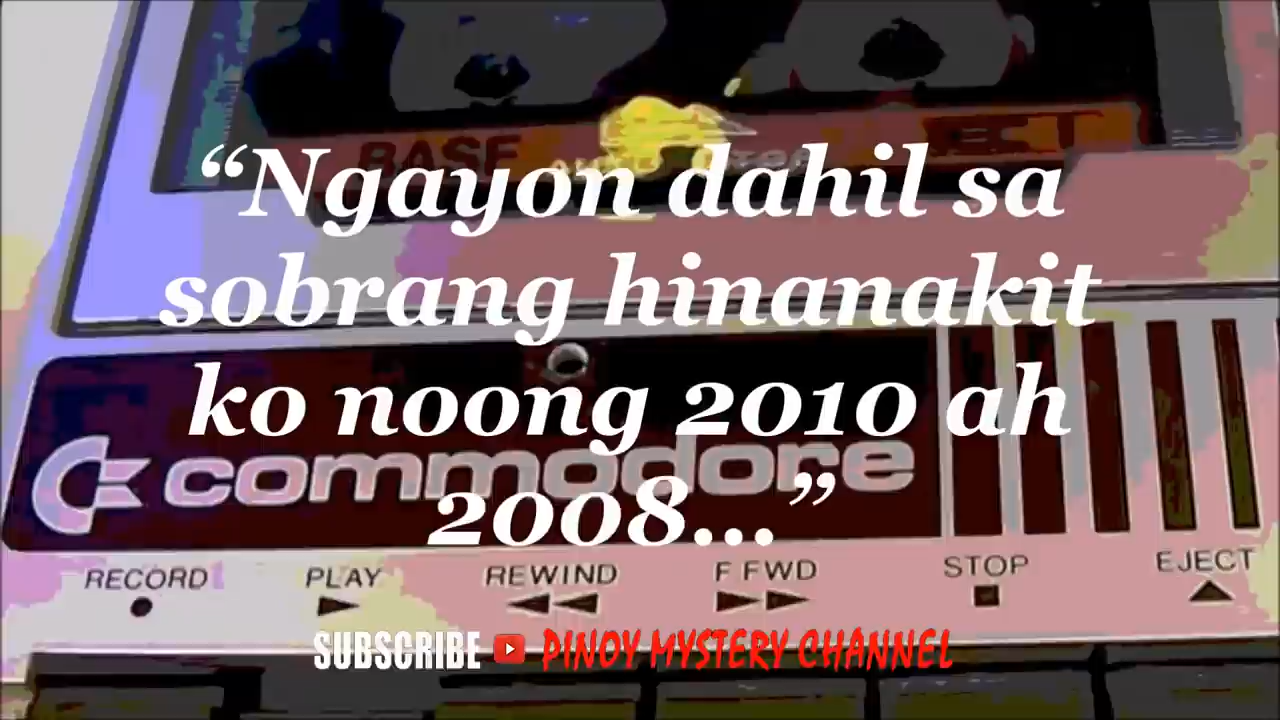 BASF
“Ngayon dahil sa
sobrang hinanakit
ko noong 2010 ah
2008...”
commodore
RECORD PLAY REWIND F FWD STOP EJECT
SUBSCRIBE PINOY MYSTERY CHANNEL